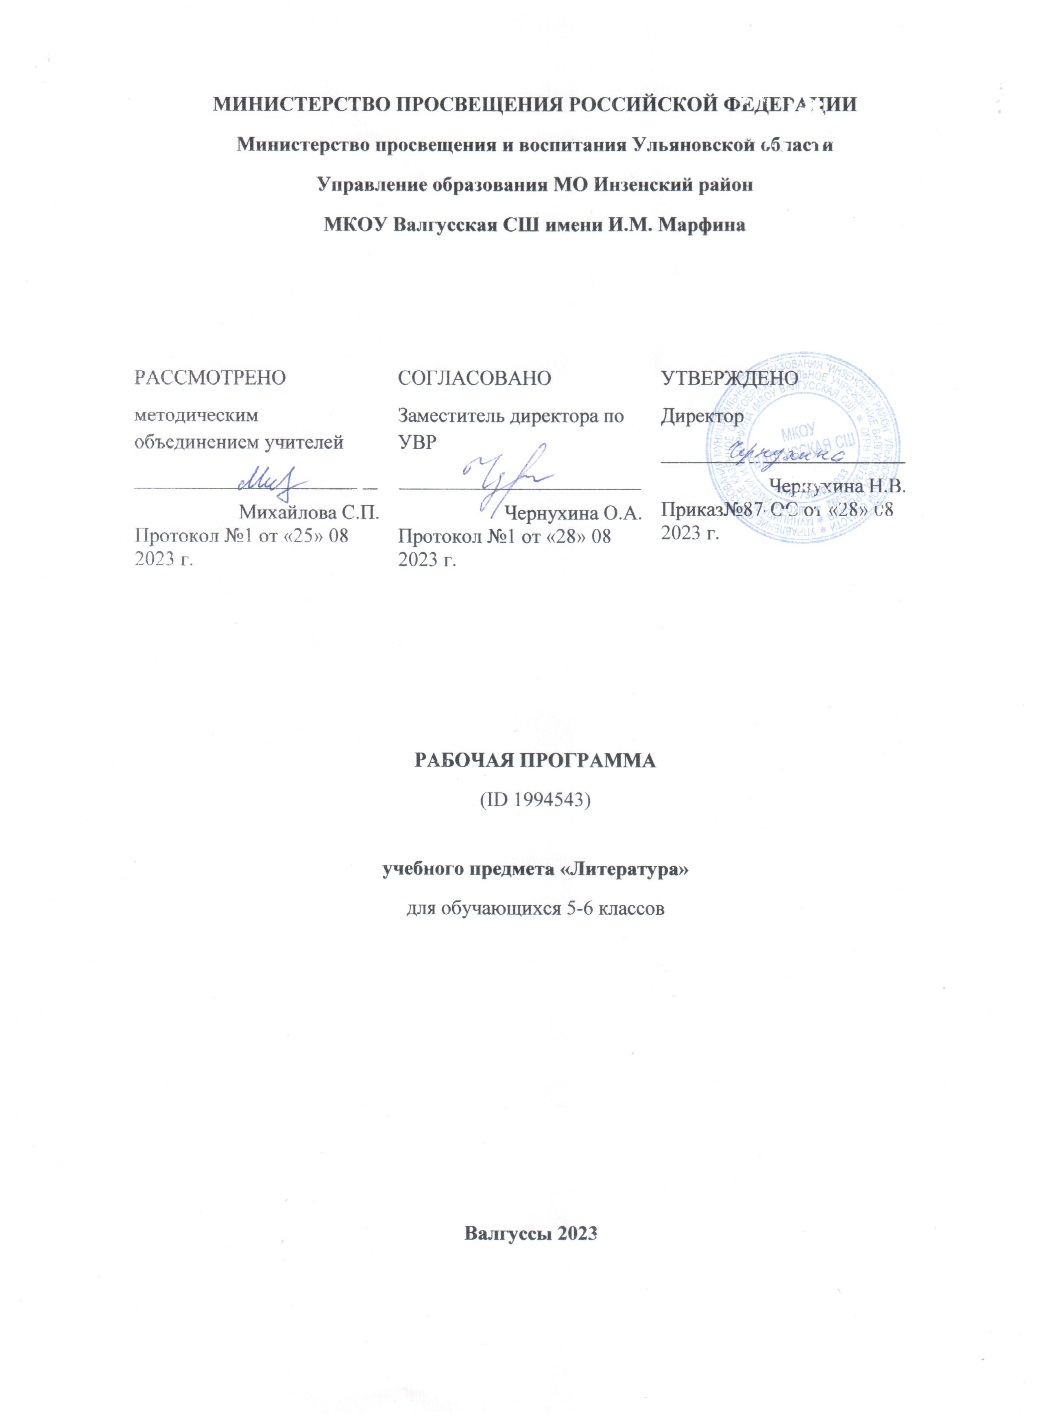 МИНИСТЕРСТВО ПРОСВЕЩЕНИЯ РОССИЙСКОЙ ФЕДЕРАЦИИ
Министерство просвещения и воспитания Ульяновской области
Управление образования МО Инзенский район
МКОУ Валгусская СШ имени И.М. Марфина
РАССМОТРЕНО
методическим
объединением учителей
Михайлова С.П.
Протокол №1 от «25» 08
2023 г.
СОГЛАСОВАНО
Заместитель директора по
УВР
Чернухина О.А.
Протокол №1 от «28» 08
2023 г.
УТВЕРЖДЕНО
Директор
МКОУ
Чернухина Н.В.
Приказ№87- ОС от «28» 08
2023 г.
РАБОЧАЯ ПРОГРАММА
(ID 1994543)
учебного предмета «Литература»
для обучающихся 5-6 классов
Валгуссы 2023